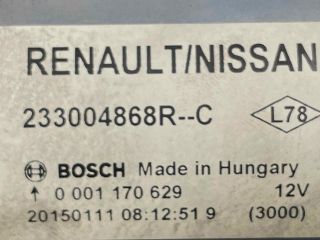 RENAULT/NISSAN
233004868R--C L78
BOSCH Made in Hungary
0 001 170 629 12V
20150111 08:12:51 9 (3000)